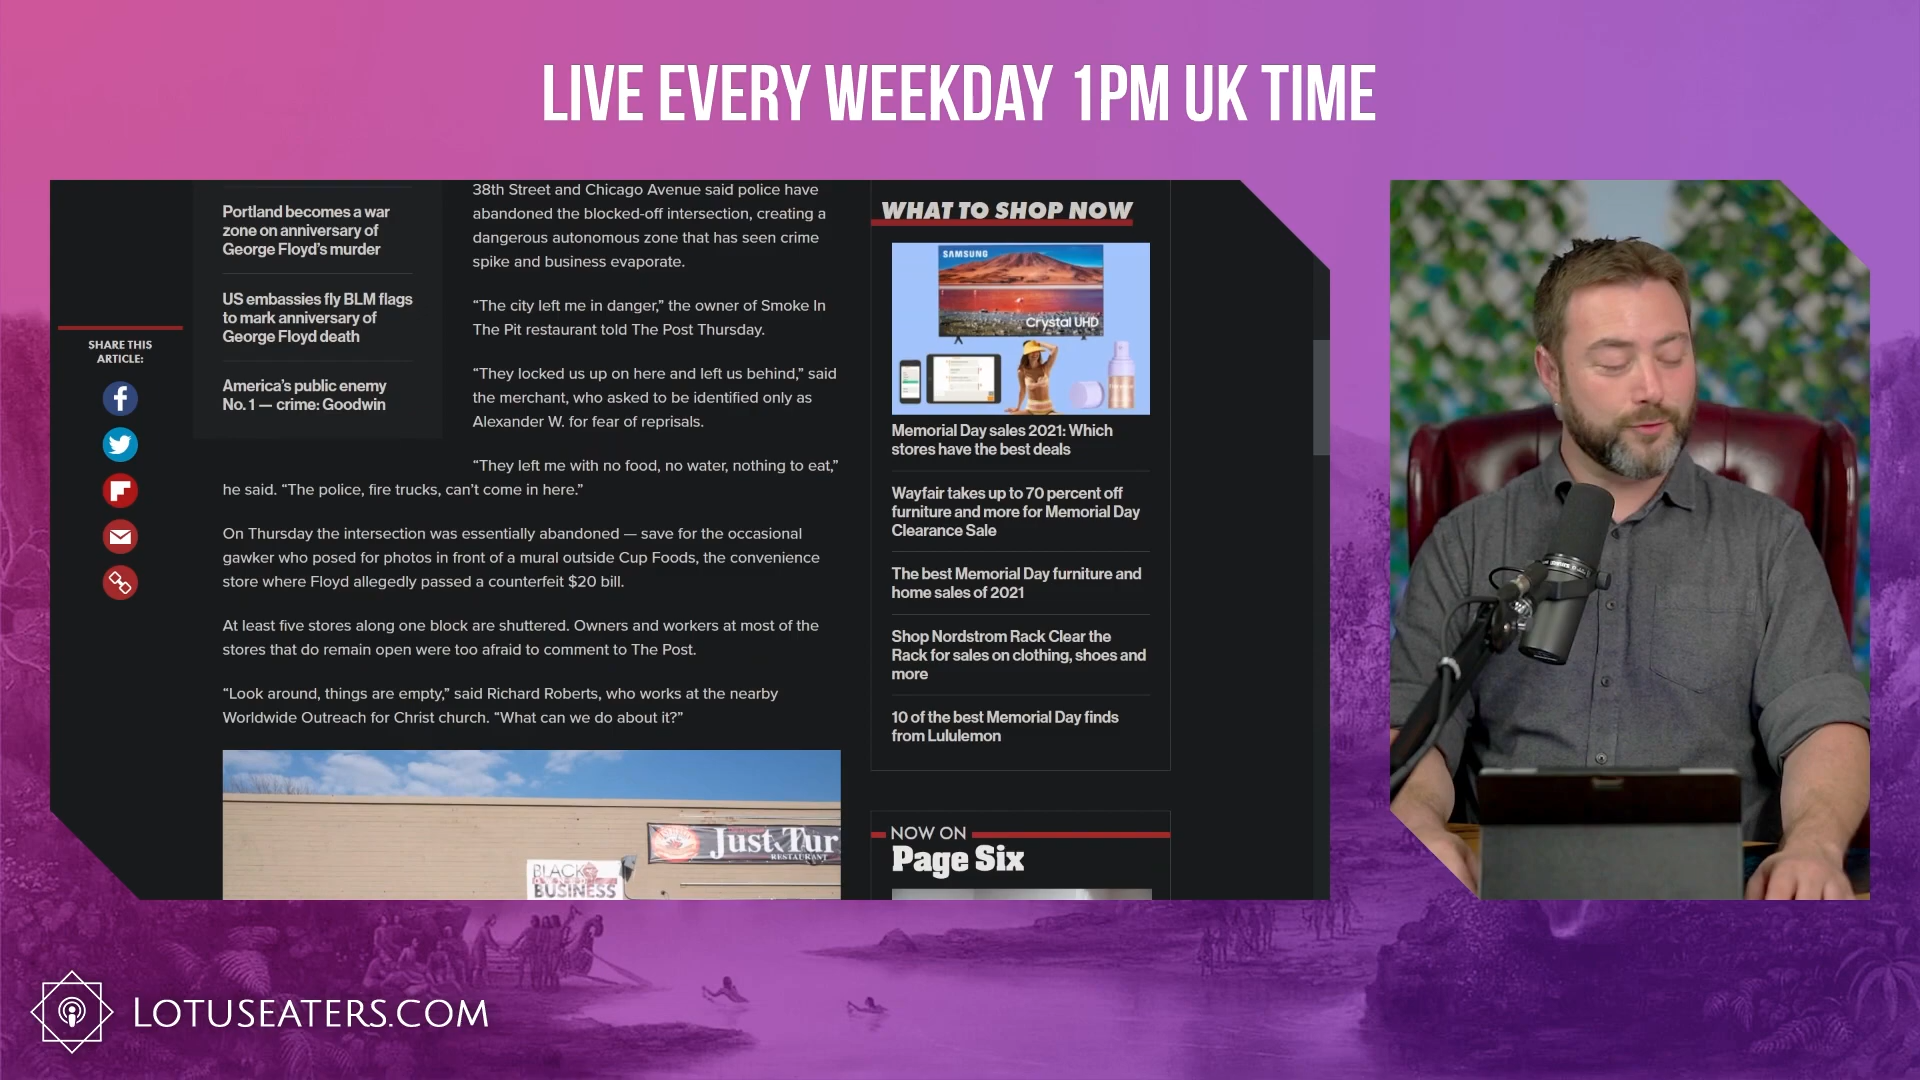 LIVE EVERY WEEKDAY 1PM UK TIME
Portland becomes a war
zone on anniversary of
George Floyd’s murder
US embassies fly BLM flags
to mark anniversary of
George Floyd death
America’s public enemy
No. 1 — crime: Goodwin
SHARE THIS
ARTICLE:
38th Street and Chicago Avenue said police have
abandoned the blocked-off intersection, creating a
dangerous autonomous zone that has seen crime
spike and business evaporate.
“The city left me in danger,” the owner of Smoke In
The Pit restaurant told The Post Thursday.
“They locked us up on here and left us behind,” said
the merchant, who asked to be identified only as
Alexander W. for fear of reprisals.
“They left me with no food, no water, nothing to eat,”
he said. “The police, fire trucks, can’t come in here.”
On Thursday the intersection was essentially abandoned — save for the occasional
gawker who posed for photos in front of a mural outside Cup Foods, the convenience
store where Floyd allegedly passed a counterfeit $20 bill.
At least five stores along one block are shuttered. Owners and workers at most of the
stores that do remain open were too afraid to comment to The Post.
“Look around, things are empty,” said Richard Roberts, who works at the nearby
Worldwide Outreach for Christ church. “What can we do about it?”
Just Tur
RESTAURANT
BLACK
BUSINESS
WHAT TO SHOP NOW
SAMSUNG
Crystal UHD
Memorial Day sales 2021: Which
stores have the best deals
Wayfair takes up to 70 percent off
furniture and more for Memorial Day
Clearance Sale
The best Memorial Day furniture and
home sales of 2021
Shop Nordstrom Rack Clear the
Rack for sales on clothing, shoes and
more
10 of the best Memorial Day finds
from Lululemon
NOW ON
Page Six
LOTUSEATERS.COM